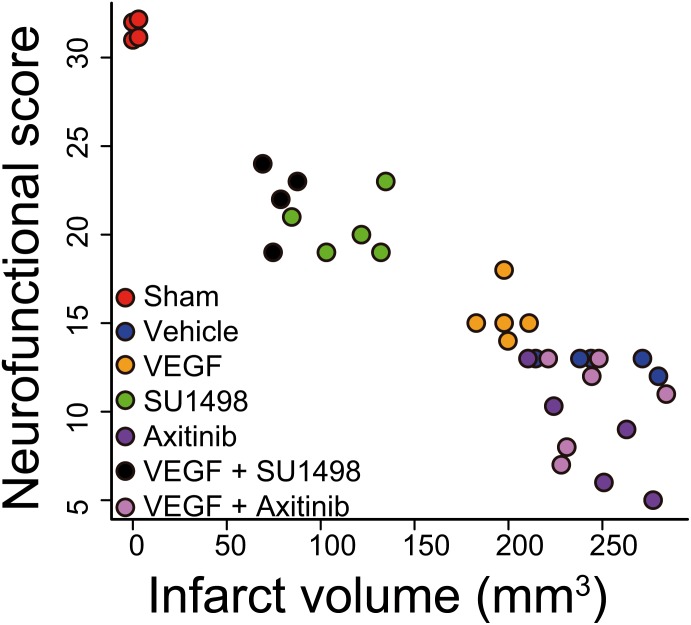 Neurofunctional score
30
25
20
15
10
5
Sham
Vehicle
VEGF
SU1498
Axitinib
VEGF + SU1498
VEGF + Axitinib
0 50 100 150 200 250
Infarct volume (mm³)